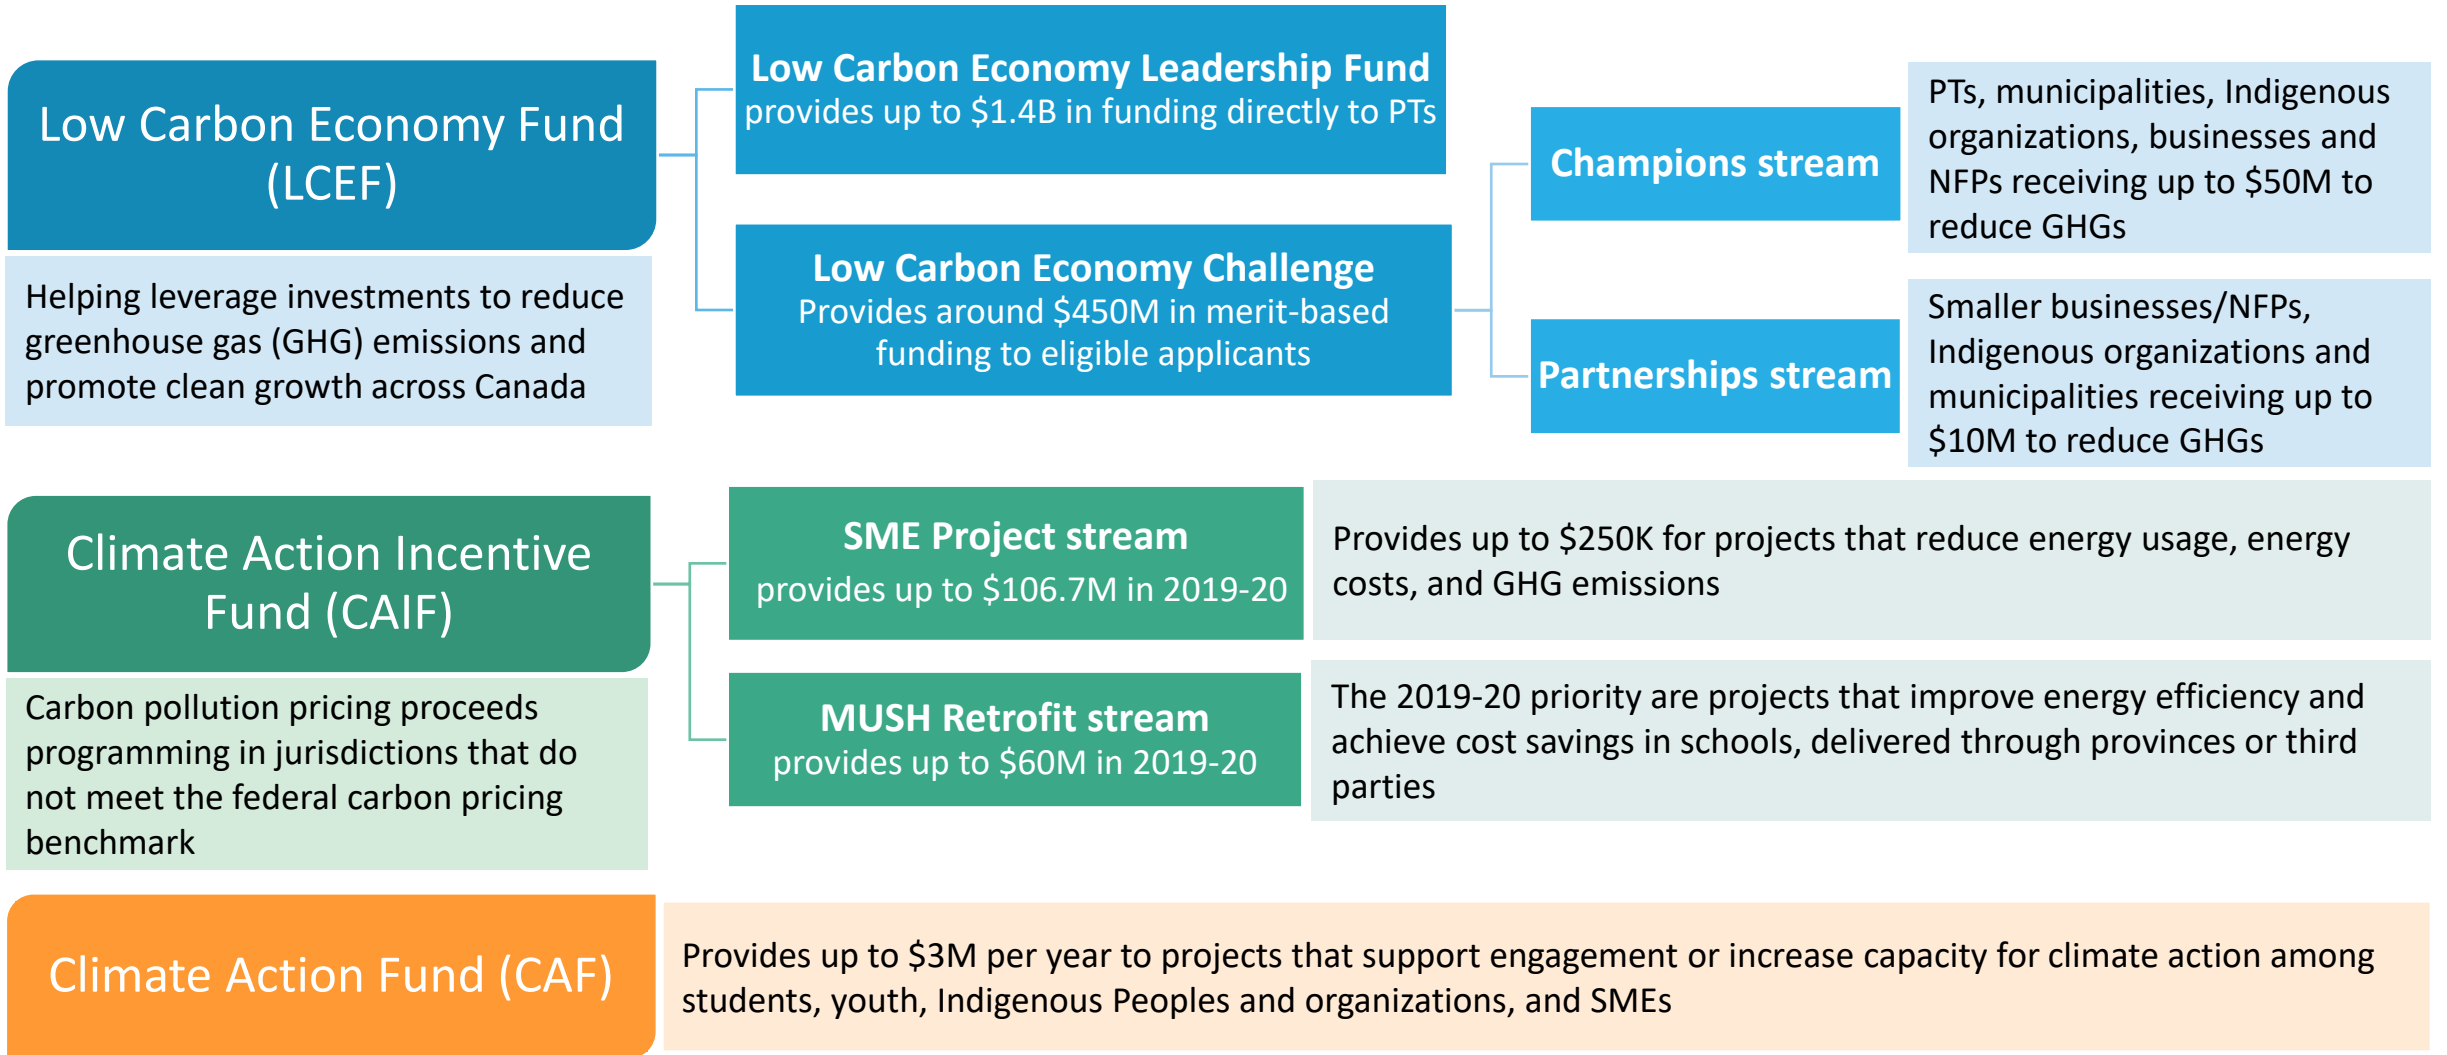 Low Carbon Economy Fund
(LCEF)
Helping leverage investments to reduce
greenhouse gas (GHG) emissions and
promote clean growth across Canada
Low Carbon Economy Leadership Fund
provides up to $1.4B in funding directly to PTs
Low Carbon Economy Challenge
Provides around $450M in merit-based
funding to eligible applicants
Champions stream
PTs, municipalities, Indigenous
organizations, businesses and
NFPs receiving up to $50M to
reduce GHGs
Partnerships stream
Smaller businesses/NFPs,
Indigenous organizations and
municipalities receiving up to
$10M to reduce GHGs
Climate Action Incentive
Fund (CAIF)
Carbon pollution pricing proceeds
programming in jurisdictions that do
not meet the federal carbon pricing
benchmark
SME Project stream
provides up to $106.7M in 2019-20
Provides up to $250K for projects that reduce energy usage, energy
costs, and GHG emissions
MUSH Retrofit stream
provides up to $60M in 2019-20
The 2019-20 priority are projects that improve energy efficiency and
achieve cost savings in schools, delivered through provinces or third
parties
Climate Action Fund (CAF)
Provides up to $3M per year to projects that support engagement or increase capacity for climate action among
students, youth, Indigenous Peoples and organizations, and SMEs